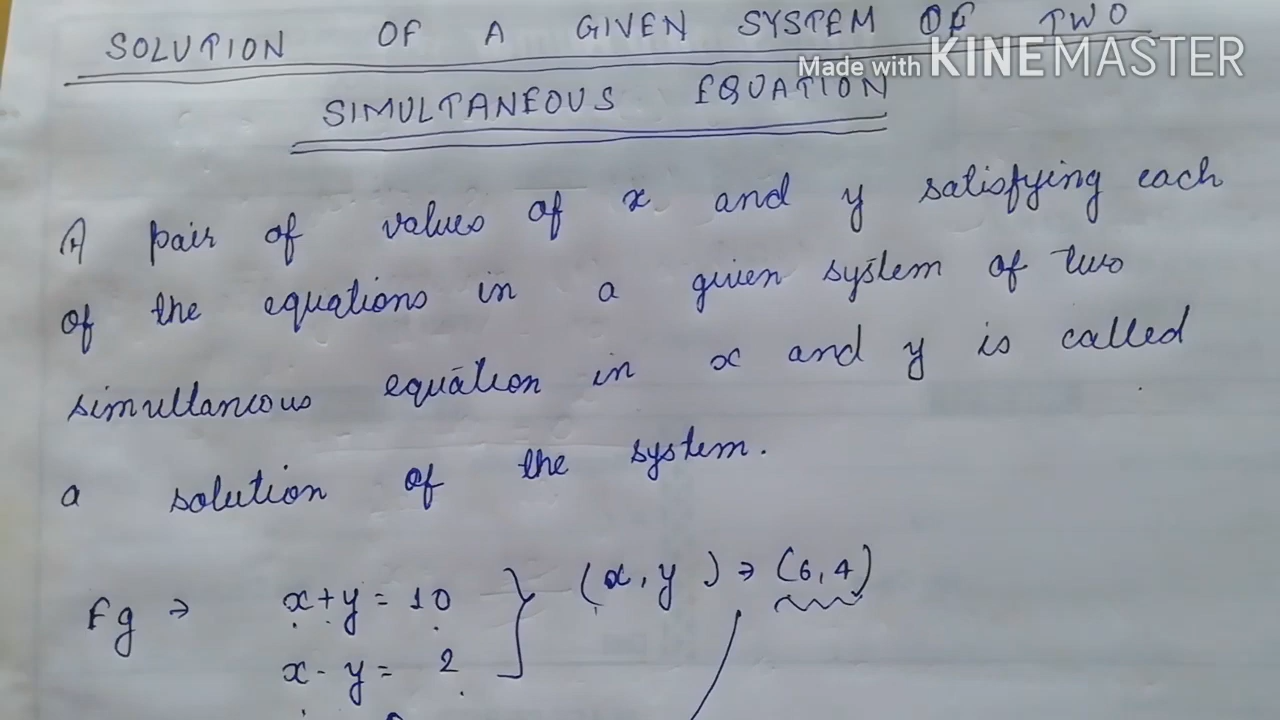 SOLUTION OF A GIVEN SYSTEM OF TWO
Made with KINEMASTER
SIMULTANEOUS EQUATION
A pair of values of x and y satisfying each
of the equations in a given system of two
simultaneous equation in x and y is called
a solution of the system.
Eg → x+y = 10 } (x, y) → (6, 4)
x - y = 2